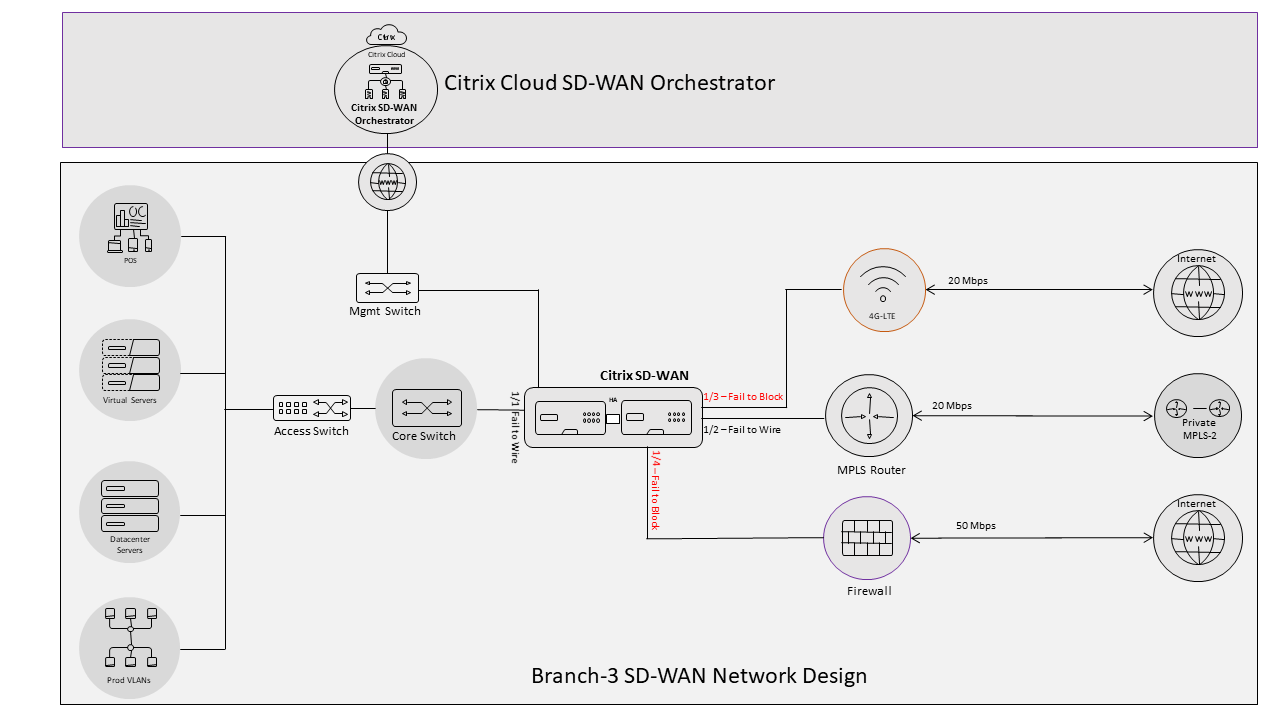 Citrix
Citrix Cloud
Citrix SD-WAN
Orchestrator
Citrix Cloud SD-WAN Orchestrator
WWW
POS
Mgmt Switch
Internet
WWW
20 Mbps
4G-LTE
Virtual Servers
Access Switch
Core Switch
1/1 Fail to Wire
Citrix SD-WAN
HA
1/3 – Fail to Block
1/2 – Fail to Wire
1/4 – Fail to Block
MPLS Router
20 Mbps
Private
MPLS-2
Datacenter
Servers
Firewall
50 Mbps
Internet
WWW
Prod VLANs
Branch-3 SD-WAN Network Design